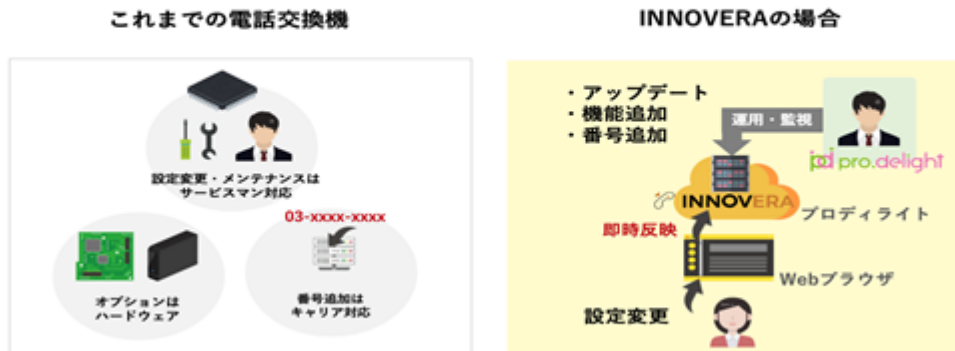 これまでの電話交換機
設定変更・メンテナンスは
サービスマン対応
オプションは
ハードウェア
03-xxxx-xxxx
番号追加は
キャリア対応
INNOVERAの場合
・アップデート
・機能追加
・番号追加
運用・監視
pd pro.delight
INNOVERA
プロディライト
即時反映
Webブラウザ
設定変更